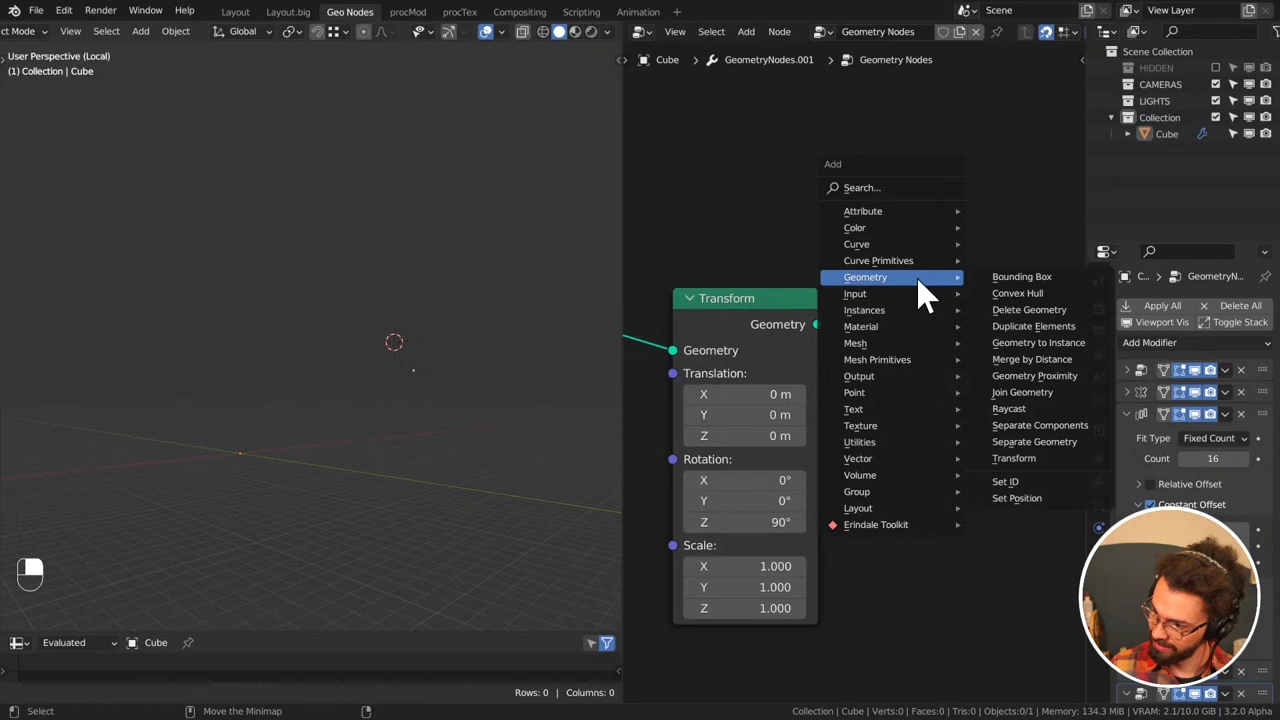 File Edit Render Window Help Layout Layout.big Geo Nodes procMod procTex Compositing Scripting Animation + Scene View Layer
ct Mode View Select Add Object Global View Select Add Node Geometry Nodes
User Perspective (Local)
(1) Collection | Cube
Cube GeometryNodes.001 Geometry Nodes
Scene Collection
HIDDEN
CAMERAS
LIGHTS
Collection
Cube
Add
Search...
Attribute
Color
Curve
Curve Primitives
Geometry
Input
Instances
Material
Mesh
Mesh Primitives
Output
Point
Text
Texture
Utilities
Vector
Volume
Group
Layout
Erindale Toolkit
Bounding Box
Convex Hull
Delete Geometry
Duplicate Elements
Geometry to Instance
Merge by Distance
Geometry Proximity
Join Geometry
Raycast
Separate Components
Separate Geometry
Transform
Set ID
Set Position
Transform
Geometry
Geometry
Translation:
X 0 m
Y 0 m
Z 0 m
Rotation:
X 0°
Y 0°
Z 90°
Scale:
X 1.000
Y 1.000
Z 1.000
C... GeometryN...
Apply All Delete All
Viewport Vis Toggle Stack
Add Modifier
Fit Type Fixed Count
Count 16
Relative Offset
Constant Offset
Evaluated Cube
Rows: 0 | Columns: 0
Select Move the Minimap Collection | Cube | Verts:0 | Faces:0 | Tris:0 | Objects:0/1 | Memory: 134.3 MiB | VRAM: 2.1/10.0 GiB | 3.2.0 Alpha